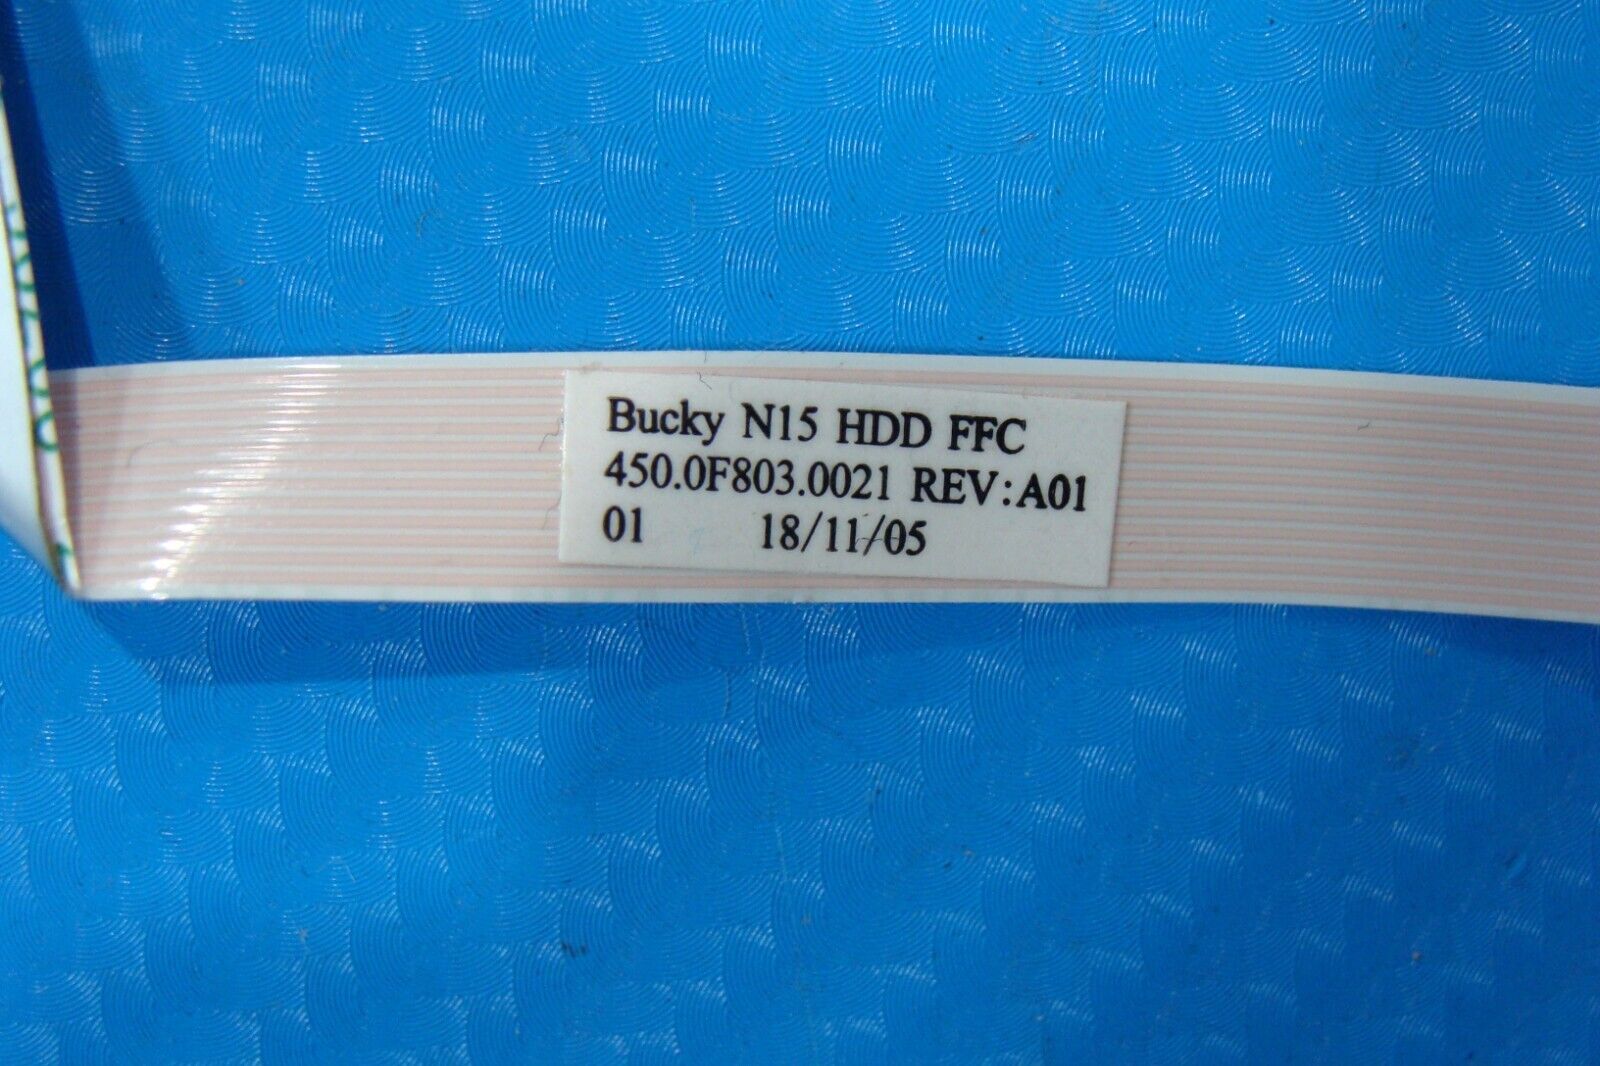 Bucky N15 HDD FFC
450.0F803.0021 REV:A01
01 18/11/05